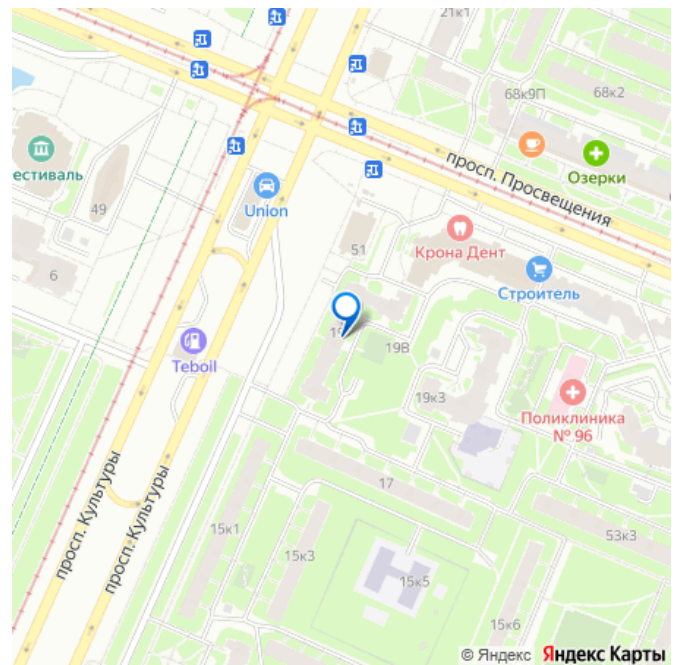 21к1
68к9П
68к2
просп. Просвещения
Озерки
естиваль
49
Union
51
Крона Дент
6
Строитель
19В
Teboil
19к3
Поликлиника
№ 96
17
просп. Культуры
просп. Культуры
15к1
15к3
53к3
15к5
15к6
© Яндекс Яндекс Карты